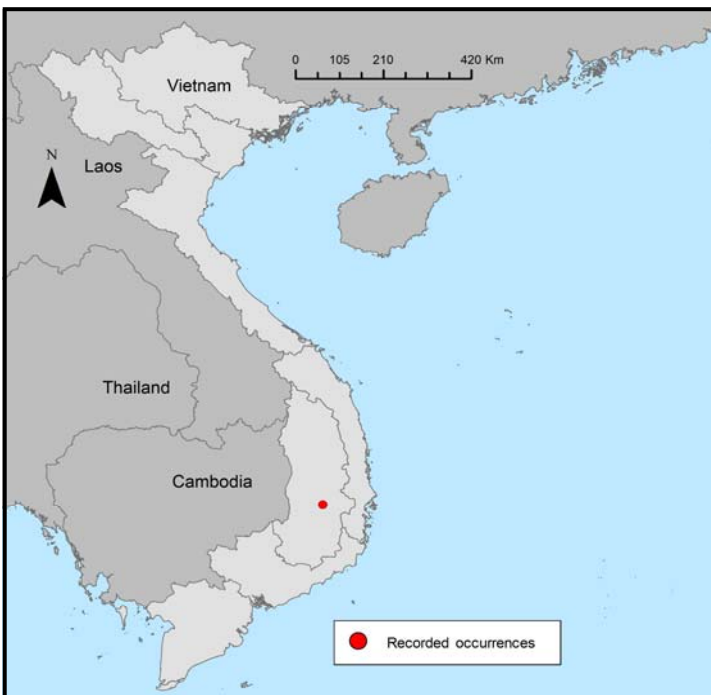 0 105 210 420 Km
Vietnam
N
Laos
Thailand
Cambodia
Recorded occurrences